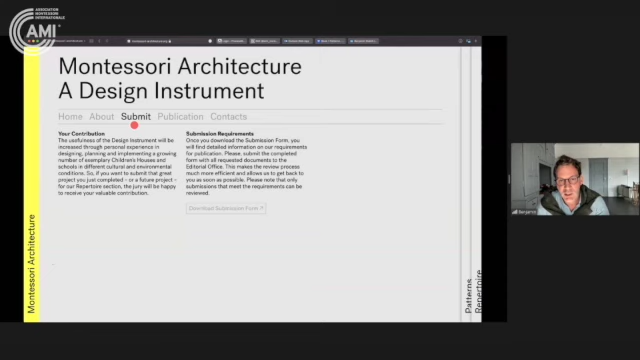 ASSOCIATION
MONTESSORI
INTERNATIONALE
AMI
Montessori Architecture
A Design Instrument
Home About Submit Publication Contacts
Your Contribution
The usefulness of the Design Instrument will be
increased through personal experience in
designing, planning and implementing a growing
number of exemplary Children's Houses and
schools in different cultural and environmental
conditions. So, if you want to submit that great
project you just completed – or a future project –
for our Repertoire section, the jury will be happy
to receive your valuable contribution.
Submission Requirements
Once you download the Submission Form, you
will find detailed information on our requirements
for publication. Please, submit the completed
form with all requested documents to the
Editorial Office. This makes the review process
much more efficient and allows us to get back to
you as soon as possible. Please note that only
submissions that meet the requirements can be
reviewed.
Download Submission Form ↗
Montessori Architecture
Patterns
Repertoire
Benjamin